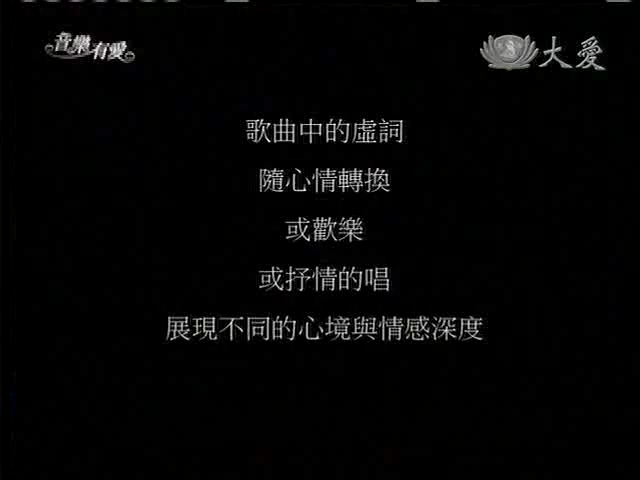 音樂有愛
大愛
歌曲中的虛詞
隨心情轉換
或歡樂
或抒情的唱
展現不同的心境與情感深度